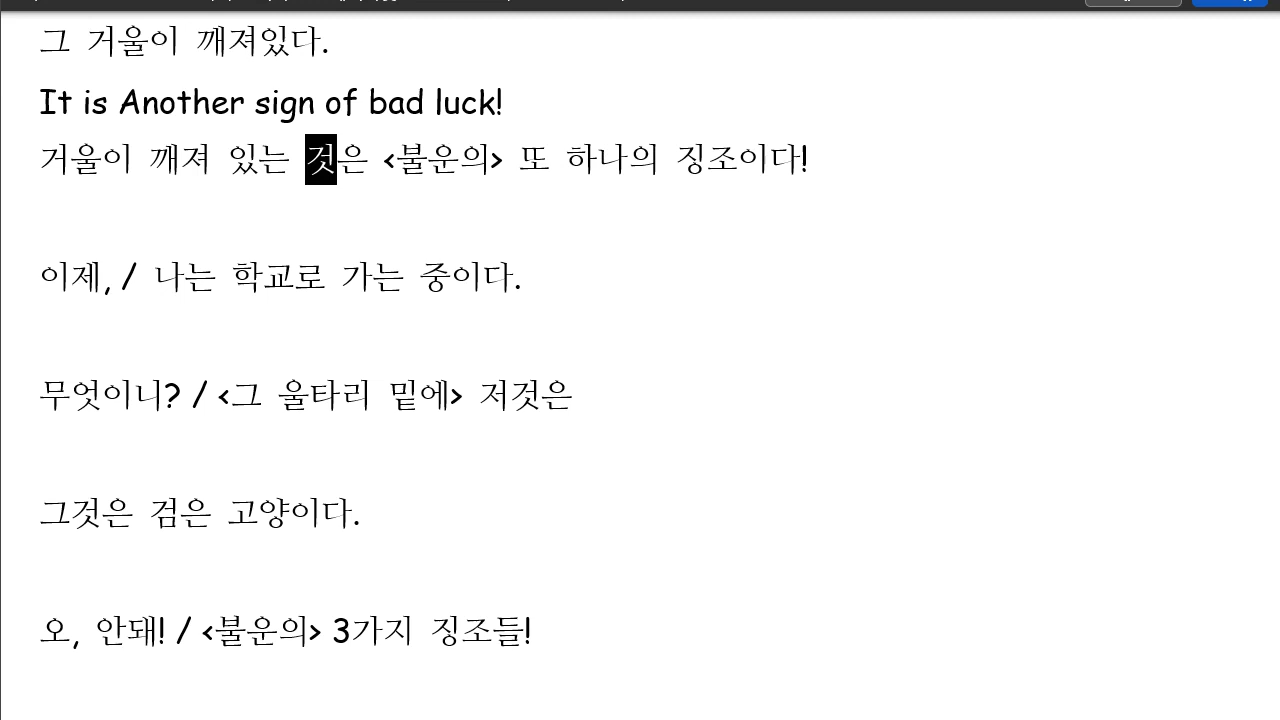 그 거울이 깨져있다.
It is Another sign of bad luck!
거울이 깨져 있는 것은 <불운의> 또 하나의 징조이다!
이제, / 나는 학교로 가는 중이다.
무엇이니? / <그 울타리 밑에> 저것은
그것은 검은 고양이다.
오, 안돼! / <불운의> 3가지 징조들!